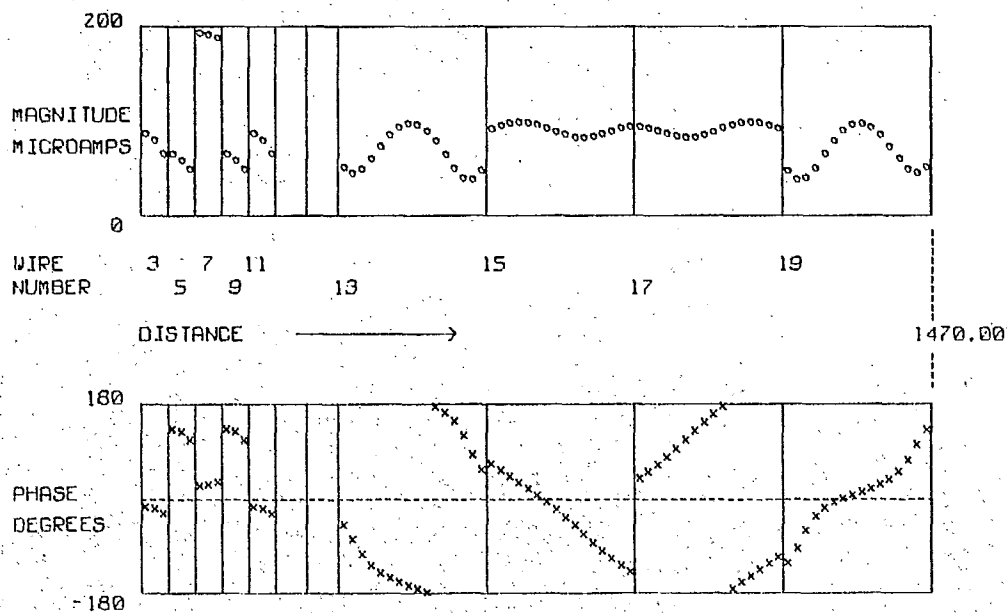 200
MAGNITUDE
MICROAMPS
0
WIRE 3 7 11 15 19
NUMBER 5 9 13 17
DISTANCE
1470.00
180
PHASE
DEGREES
-180